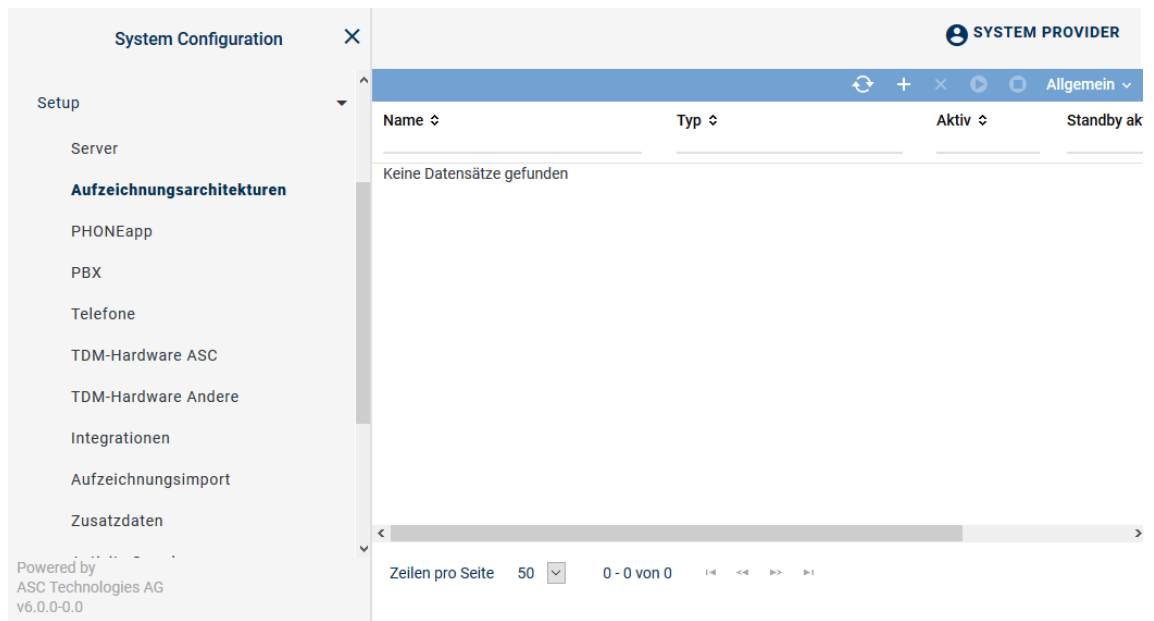 System Configuration
SYSTEM PROVIDER
Allgemein
Setup
Server
Aufzeichnungsarchitekturen
PHONEapp
PBX
Telefone
TDM-Hardware ASC
TDM-Hardware Andere
Integrationen
Aufzeichnungsimport
Zusatzdaten
Powered by
ASC Technologies AG
v6.0.0-0.0
Name Typ Aktiv Standby ak
Keine Datensätze gefunden
Zeilen pro Seite 50 0 - 0 von 0